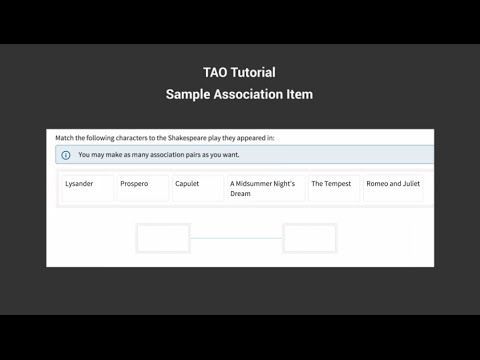 TAO Tutorial
Sample Association Item
Match the following characters to the Shakespeare play they appeared in:
You may make as many association pairs as you want.
Lysander Prospero Capulet A Midsummer Night's The Tempest Romeo and Juliet
Dream